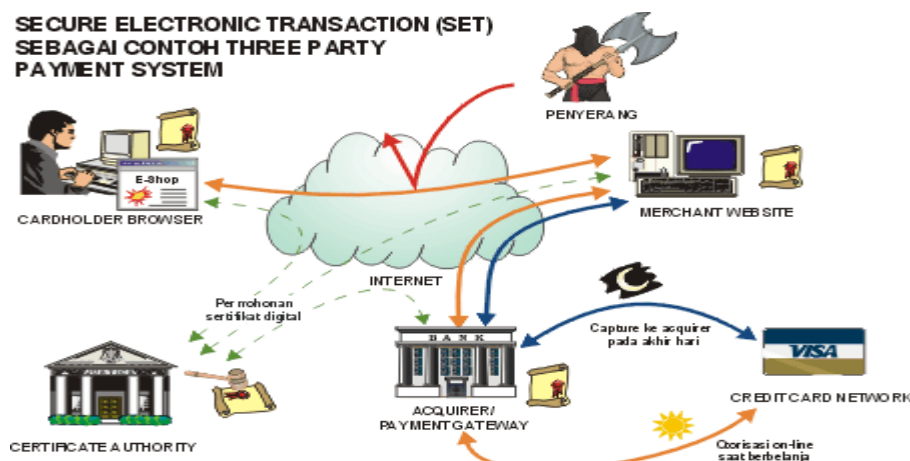 SECURE ELECTRONIC TRANSACTION (SET)
SEBAGAI CONTOH THREE PARTY
PAYMENT SYSTEM
PENYERANG
E-Shop
CARDHOLDER BROWSER
MERCHANT WEBSITE
INTERNET
Permohonan
sertifikat digital
BANK
Capture ke acquirer
pada akhir hari
VISA
CREDIT CARD NETWORK
ACQUIRER/
PAYMENT GATEWAY
CERTIFICATE AUTHORITY
Otorisasi on-line
saat berbelanja